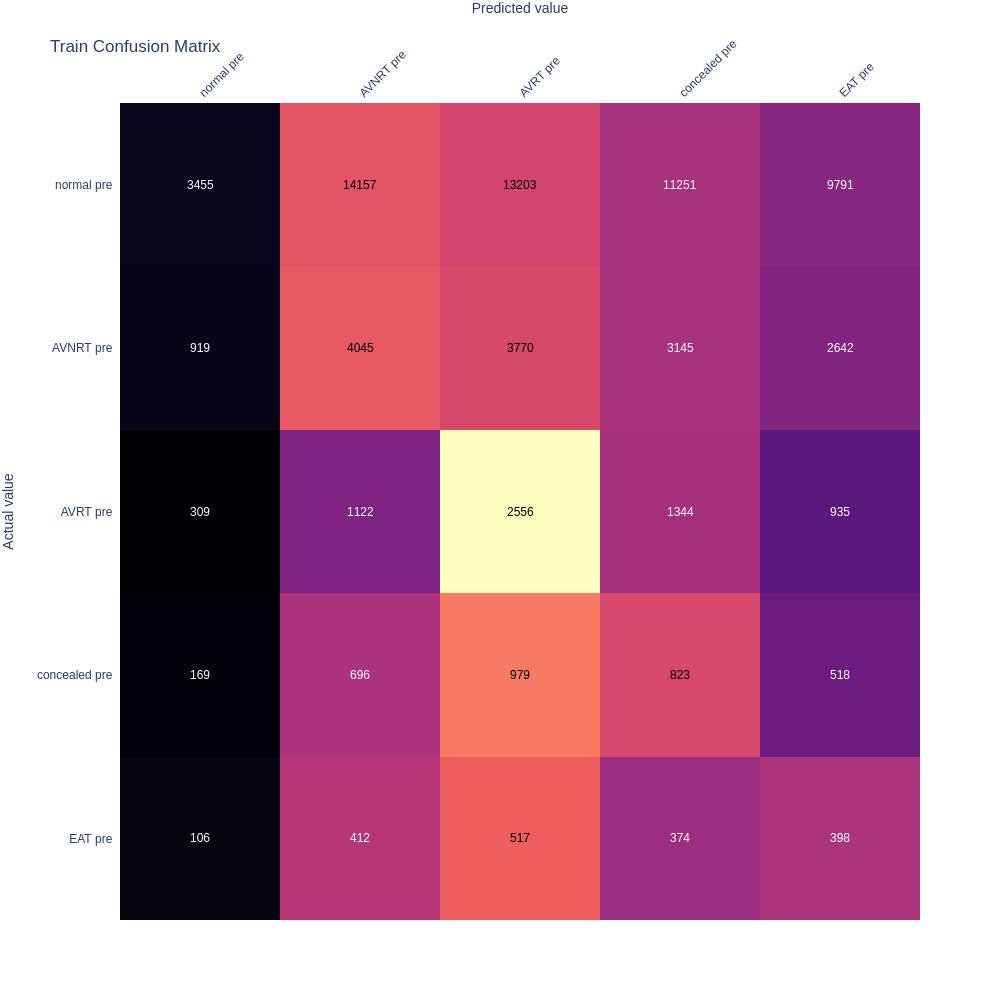 Predicted value
Train Confusion Matrix
normal pre
AVNRT pre
AVRT pre
concealed pre
EAT pre
normal pre 3455 14157 13203 11251 9791
AVNRT pre 919 4045 3770 3145 2642
AVRT pre 309 1122 2556 1344 935
concealed pre 169 696 979 823 518
EAT pre 106 412 517 374 398
Actual value